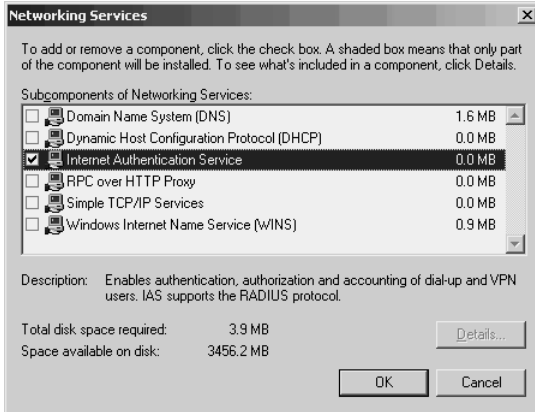 Networking Services
To add or remove a component, click the check box. A shaded box means that only part
of the component will be installed. To see what's included in a component, click Details.
Subcomponents of Networking Services:
Domain Name System (DNS) 1.6 MB
Dynamic Host Configuration Protocol (DHCP) 0.0 MB
Internet Authentication Service 0.0 MB
RPC over HTTP Proxy 0.0 MB
Simple TCP/IP Services 0.0 MB
Windows Internet Name Service (WINS) 0.9 MB
Description: Enables authentication, authorization and accounting of dial-up and VPN
users. IAS supports the RADIUS protocol.
Total disk space required: 3.9 MB
Details...
Space available on disk: 3456.2 MB
OK Cancel